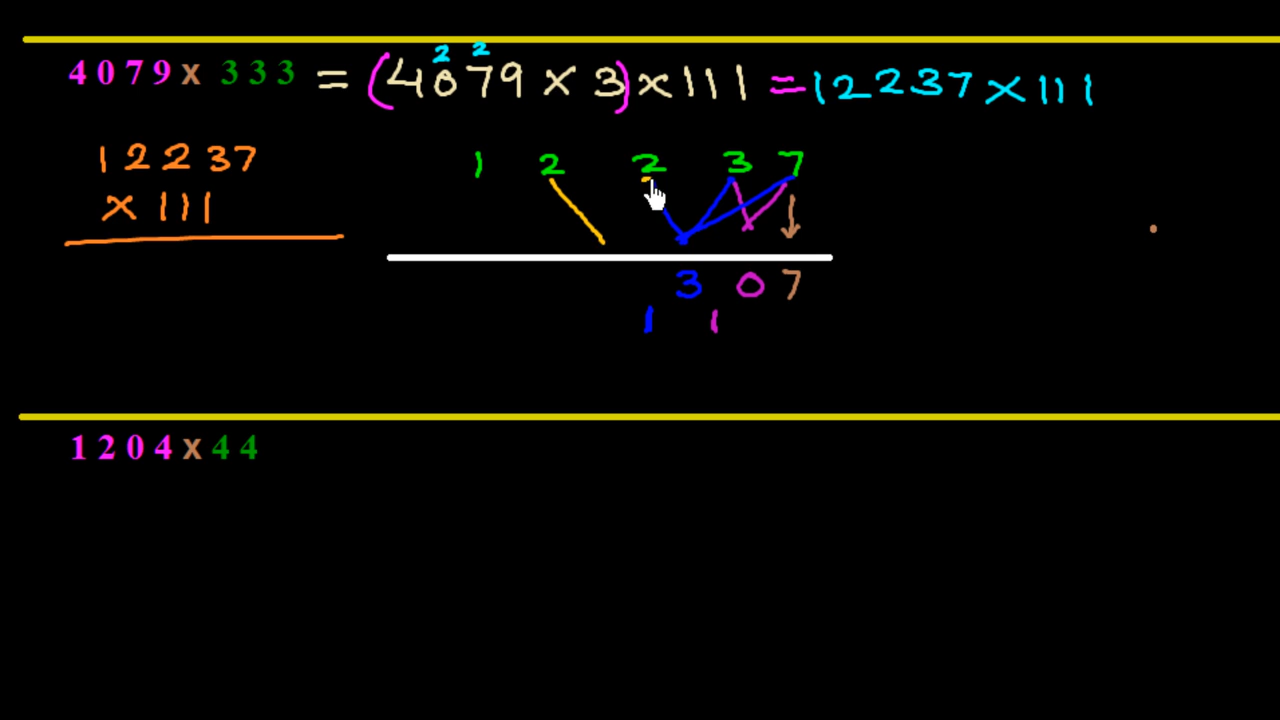 4079 x 333 = (4079 × 3) × 111 = 12237 × 111
2 2
12237
× 111
1 2 2 3 7
3 0 7
1 1
1204 x 44